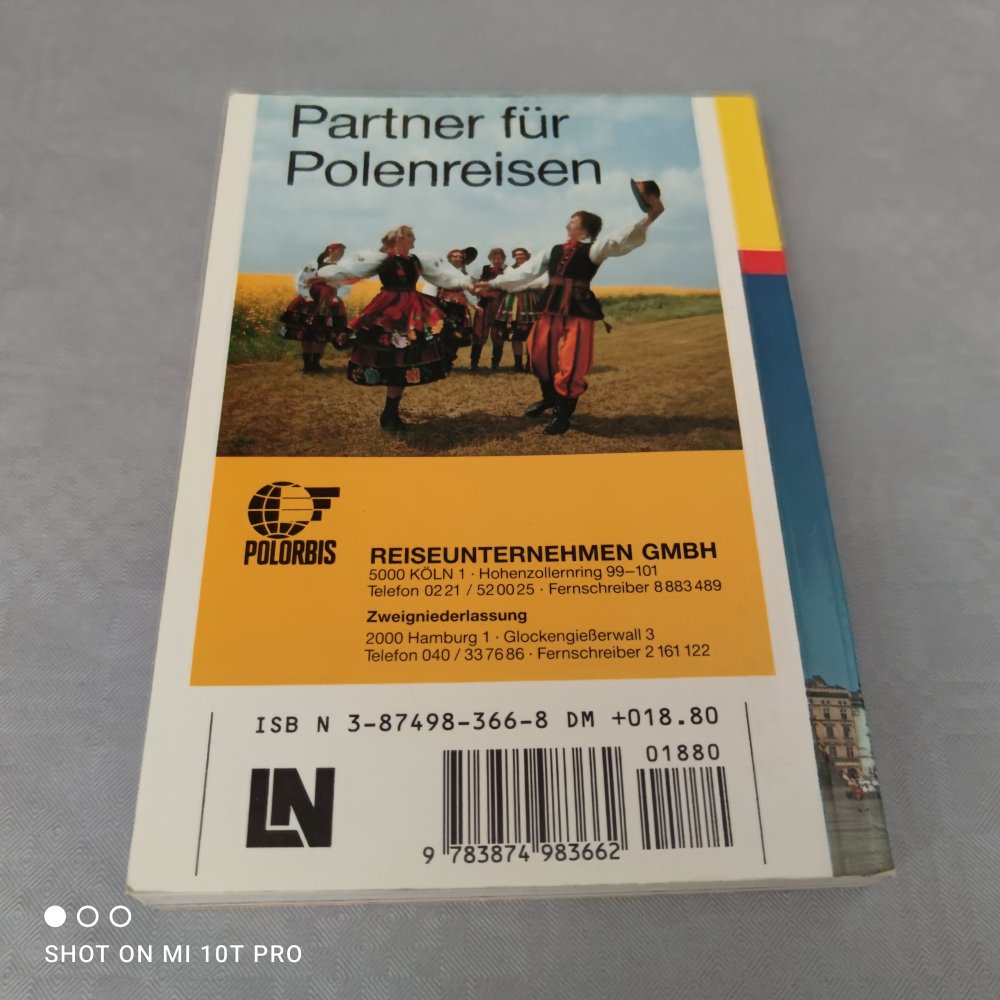 Partner für
Polenreisen
POLORBIS
REISEUNTERNEHMEN GMBH
5000 KÖLN 1 · Hohenzollernring 99–101
Telefon 0221 / 520025 · Fernschreiber 8883489
Zweigniederlassung
2000 Hamburg 1 · Glockengießerwall 3
Telefon 040 / 337686 · Fernschreiber 2161122
ISB N 3-87498-366-8 DM +018.80
01880
LN
9 783874 983662
SHOT ON MI 10T PRO